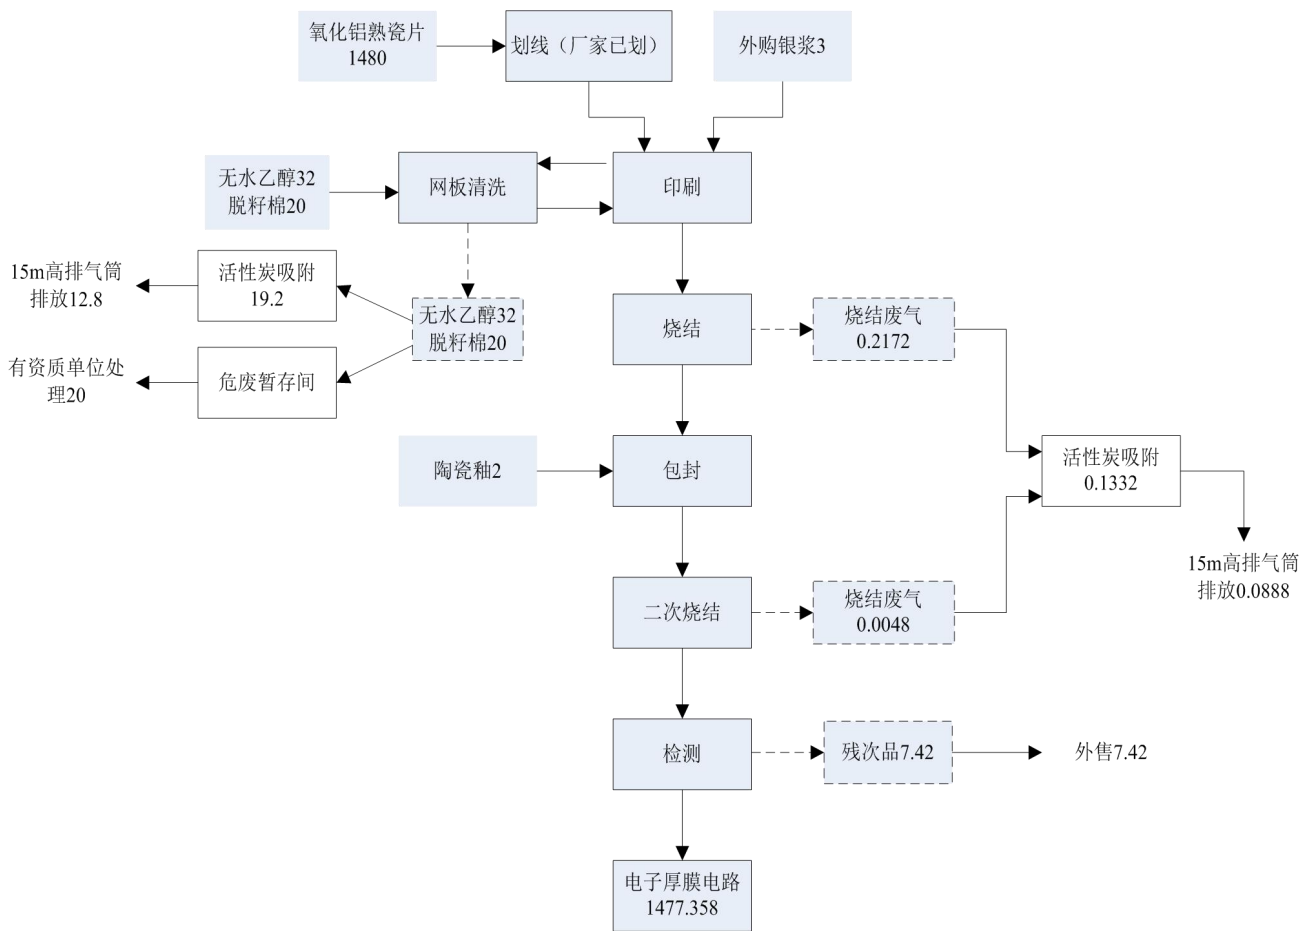 氧化铝熟瓷片
1480
划线（厂家已划）
外购银浆3
无水乙醇32
脱籽棉20
网板清洗
印刷
15m高排气筒
排放12.8
活性炭吸附
19.2
无水乙醇32
脱籽棉20
烧结
烧结废气
0.2172
有资质单位处
理20
危废暂存间
陶瓷釉2
包封
活性炭吸附
0.1332
15m高排气筒
排放0.0888
二次烧结
烧结废气
0.0048
检测
残次品7.42
外售7.42
电子厚膜电路
1477.358